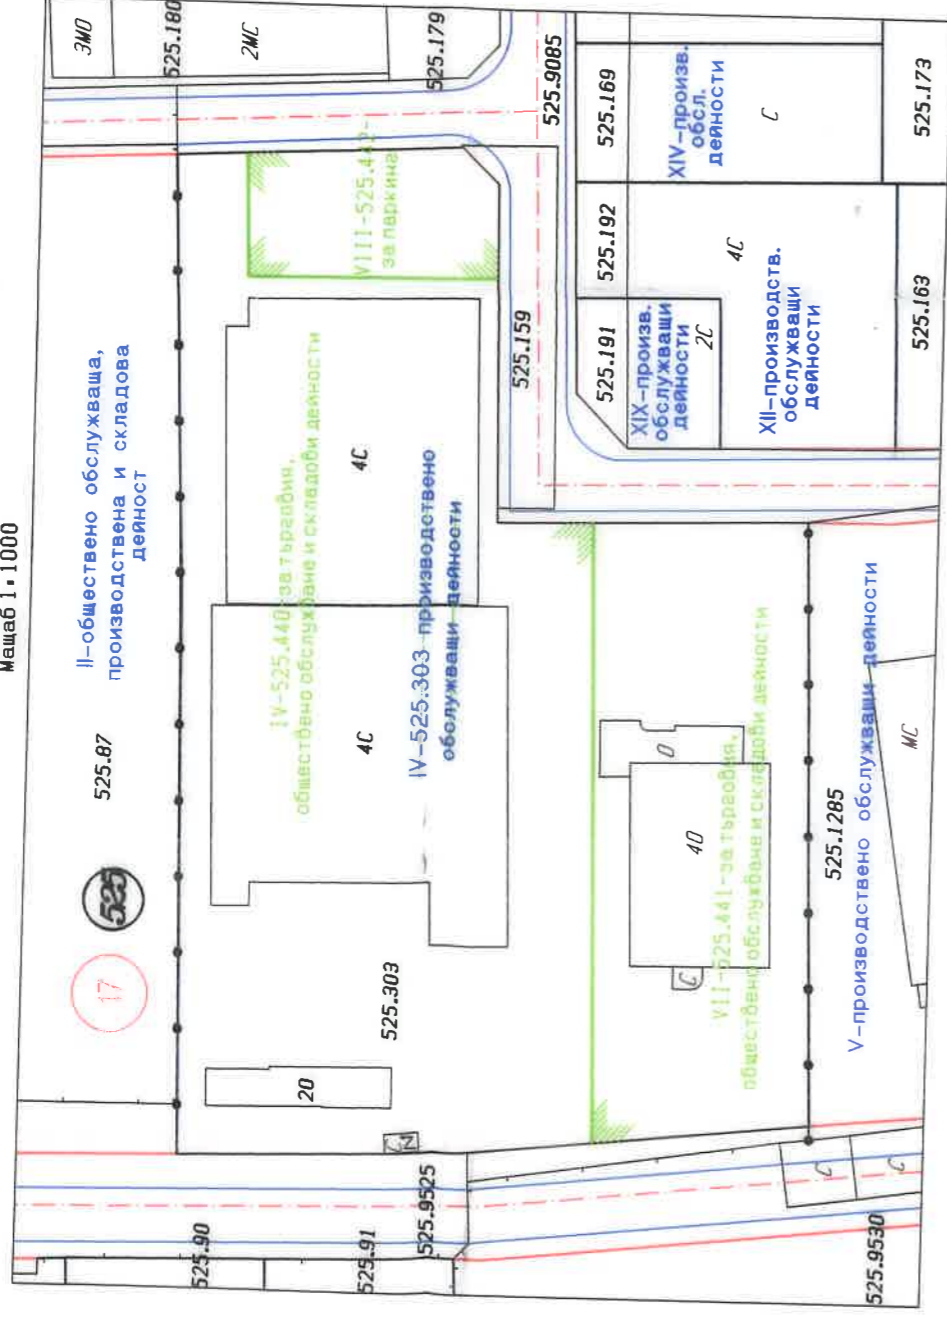 Мащаб 1:1000
II-обществено обслужваща,
производствена и складова
дейност
525.87
525
17
3МО
525.180
2МС
525.179
525.9085
525.169
XIV-произв.
обсл.
дейности
С
525.173
VIII-525.442-
за паркинг
525.192
4С
XII-производств.
обслужващи
дейности
525.163
525.191
XIX-произв.
обслужващи
дейности
2С
525.159
IV-525.440-за търговия,
обществено обслужване и складови дейности
4С
4С
IV-525.303 производствено
обслужващи дейности
525.303
20
С
N
О
40
С
VII-525.441-за търговия,
обществено обслужване и складови дейности
525.1285
V-производствено обслужващи дейности
МС
525.90
525.91
525.9525
525.9530
С
С